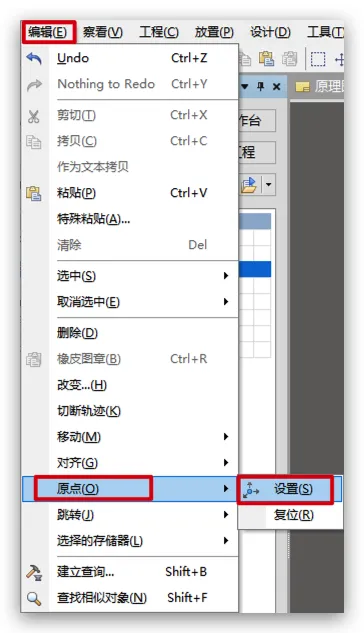 编辑(E) 察看(V) 工程(C) 放置(P) 设计(D) 工具(T)
Undo Ctrl+Z
Nothing to Redo Ctrl+Y
原理
剪切(T) Ctrl+X
作台
拷贝(C) Ctrl+C
工程
作为文本拷贝
粘贴(P) Ctrl+V
特殊粘贴(A)...
清除 Del
选中(S)
取消选中(E)
删除(D)
橡皮图章(B) Ctrl+R
改变...(H)
切断轨迹(K)
移动(M)
对齐(G)
原点(O) 设置(S)
跳转(J) 复位(R)
选择的存储器(L)
建立查询... Shift+B
查找相似对象(N) Shift+F